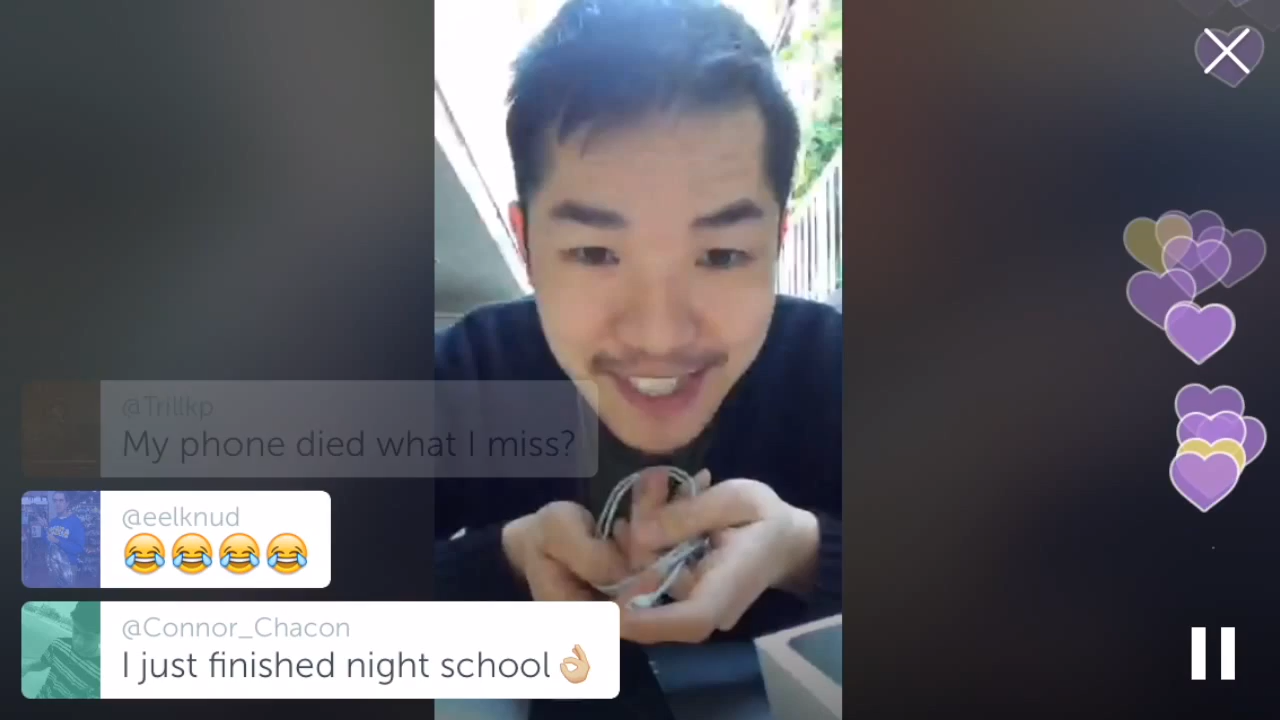 @Trillkp
My phone died what I miss?
@eelknud
😂😂😂😂
@Connor_Chacon
I just finished night school👌🏼